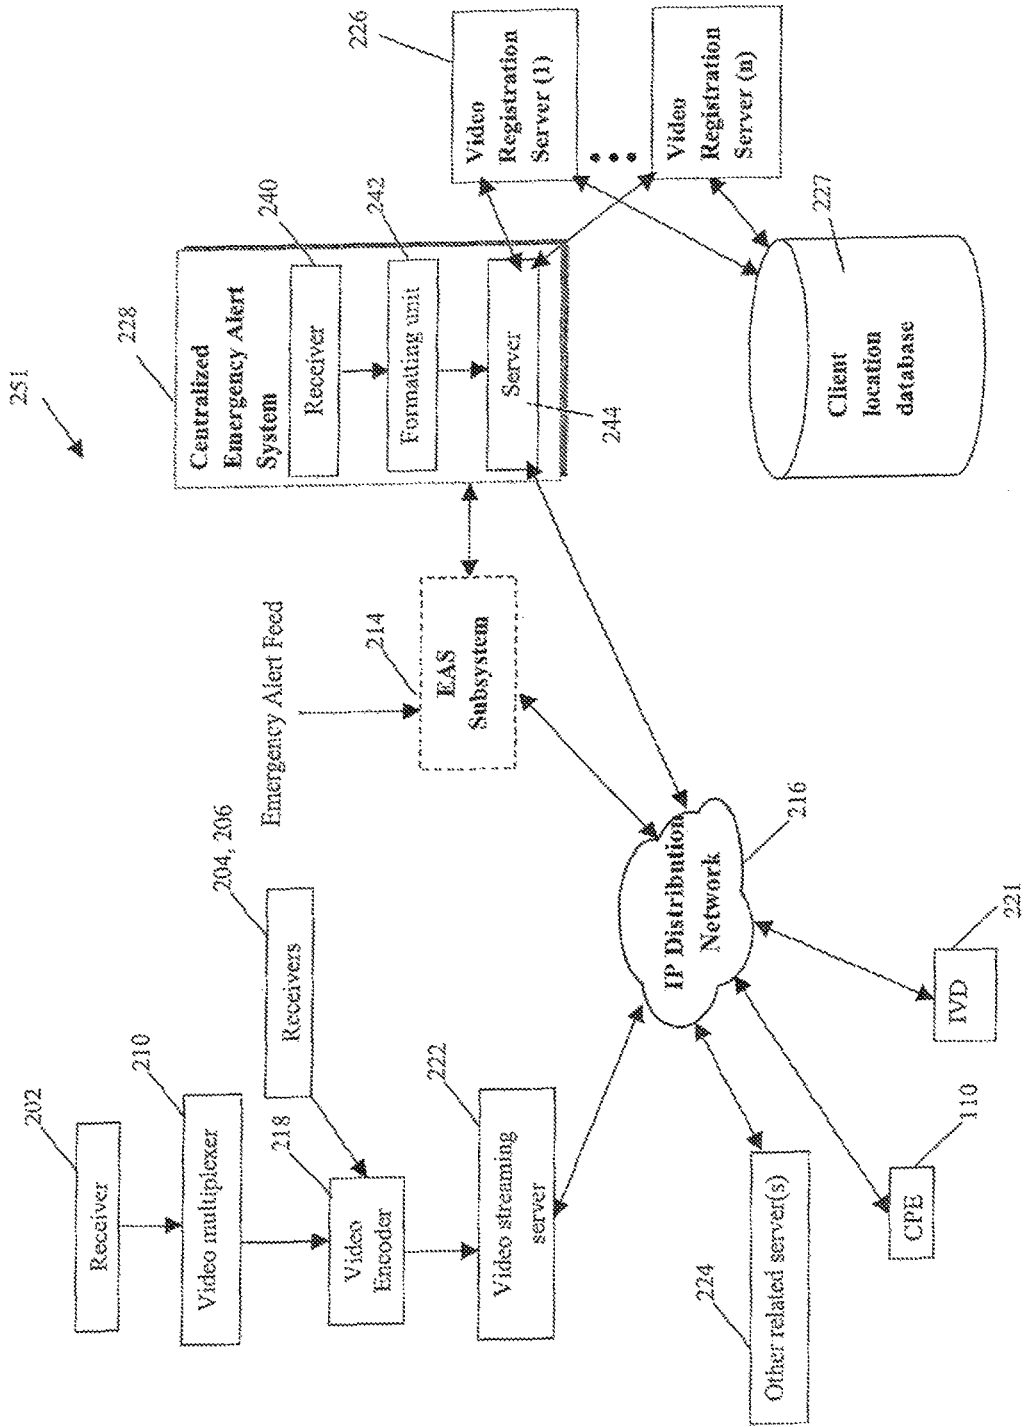 251
202
Receiver
210
Video multiplexer
204, 206
Receivers
218
Video
Encoder
222
Video streaming
server
224
Other related server(s)
CPE
110
IVD
221
IP Distribution
Network
216
Emergency Alert Feed
214
EAS
Subsystem
228
Centralized
Emergency Alert
System
240
Receiver
242
Formatting unit
Server
244
226
Video
Registration
Server (1)
Video
Registration
Server (n)
227
Client
location
database